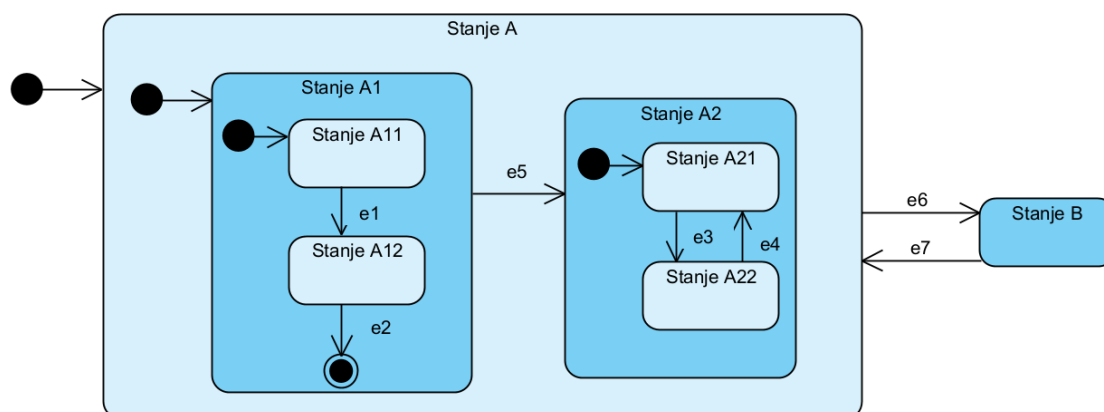 Stanje A
Stanje A1
Stanje A11
e1
Stanje A12
e2
e5
Stanje A2
Stanje A21
e3
e4
Stanje A22
e6
e7
Stanje B